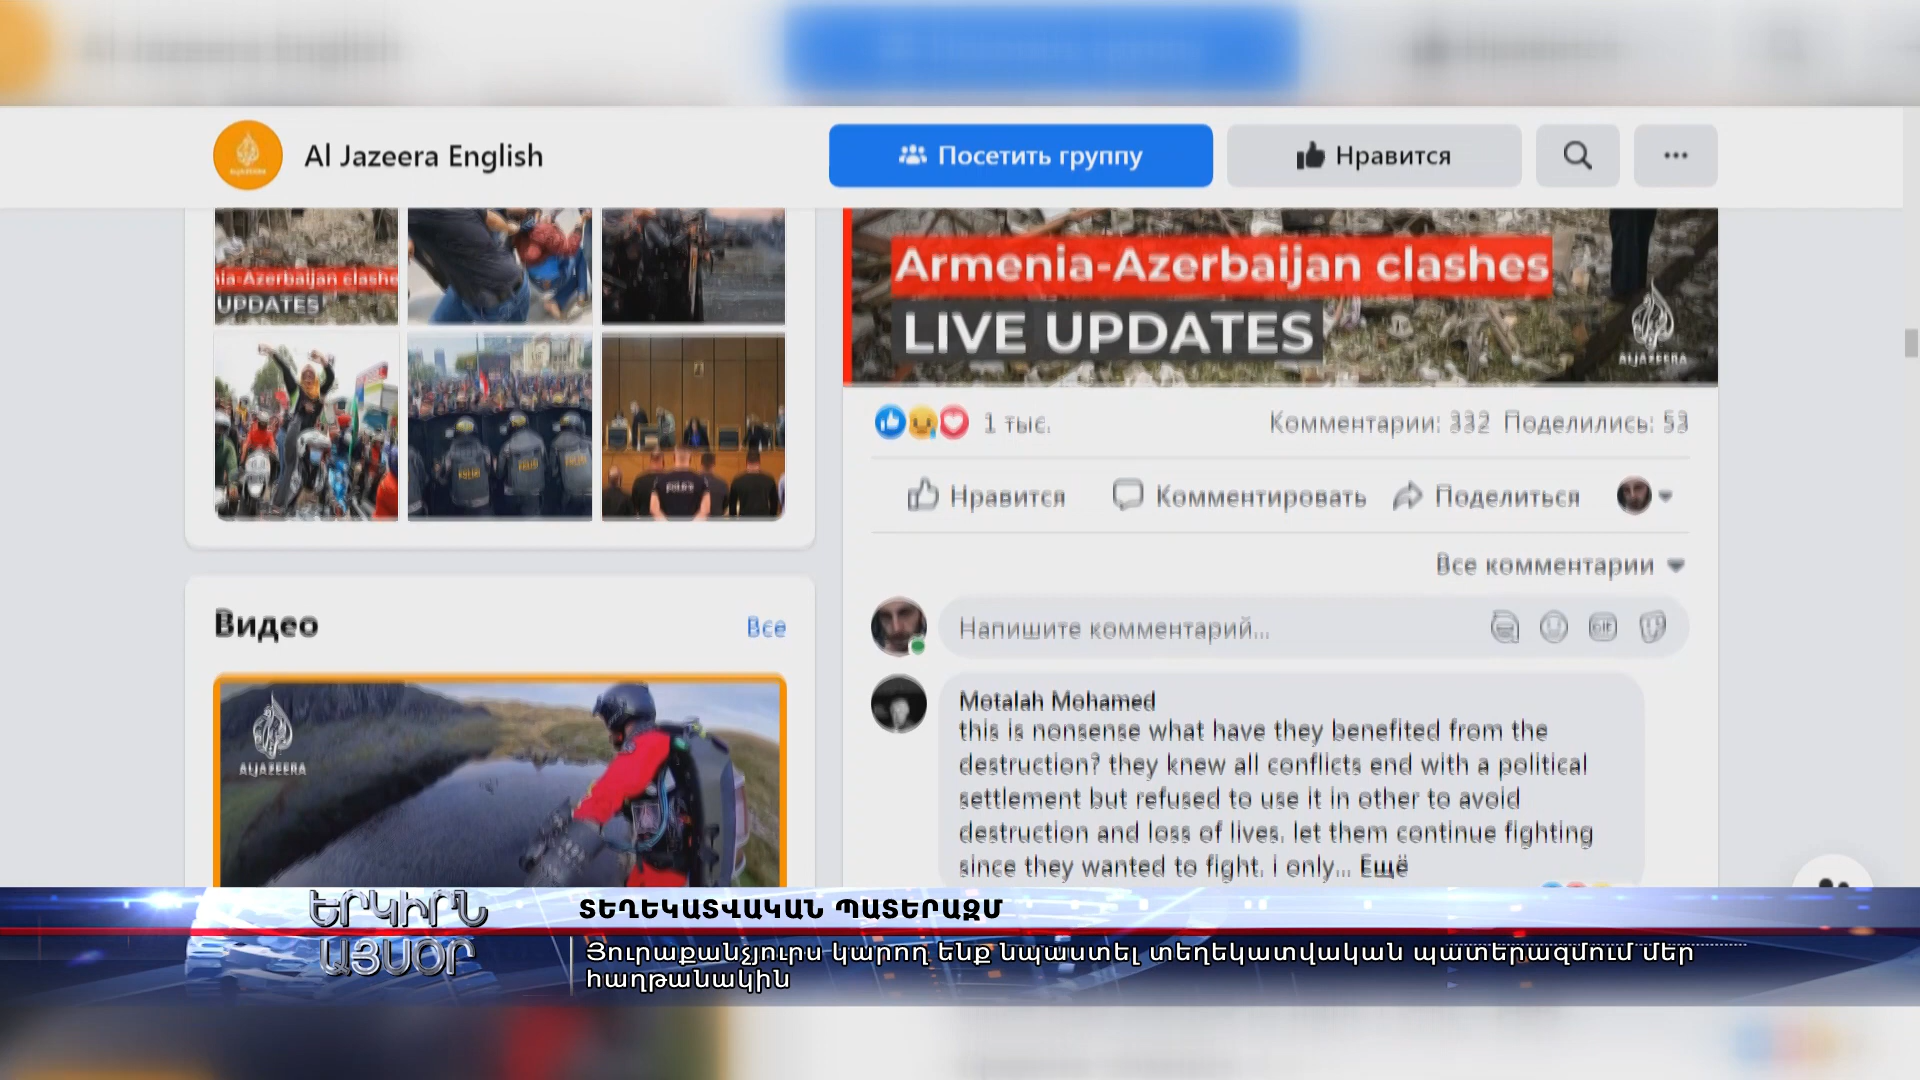 Al Jazeera English
Посетить группу
Нравится
ia-Azerbaijan clashe
UPDATES
Armenia-Azerbaijan clashes
LIVE UPDATES
ALJAZEERA
1 тыс.
Комментарии: 332 Поделились: 53
Нравится
Комментировать
Поделиться
Все комментарии
Видео
Все
Напишите комментарий...
GIF
ALJAZEERA
Motalah Mohamed
this is nonsense what have they benefited from the
destruction? they knew all conflicts end with a political
settlement but refused to use it in other to avoid
destruction and loss of lives. let them continue fighting
since they wanted to fight. i only... Ещё
ԵՐԿԻՐՆ
ԱՅՍՕՐ
ՏԵՂԵԿԱՏՎԱԿԱՆ ՊԱՏԵՐԱԶՄ
Յուրաքանչյուրս կարող ենք նպաստել տեղեկատվական պատերազմում մեր
հաղթանակին